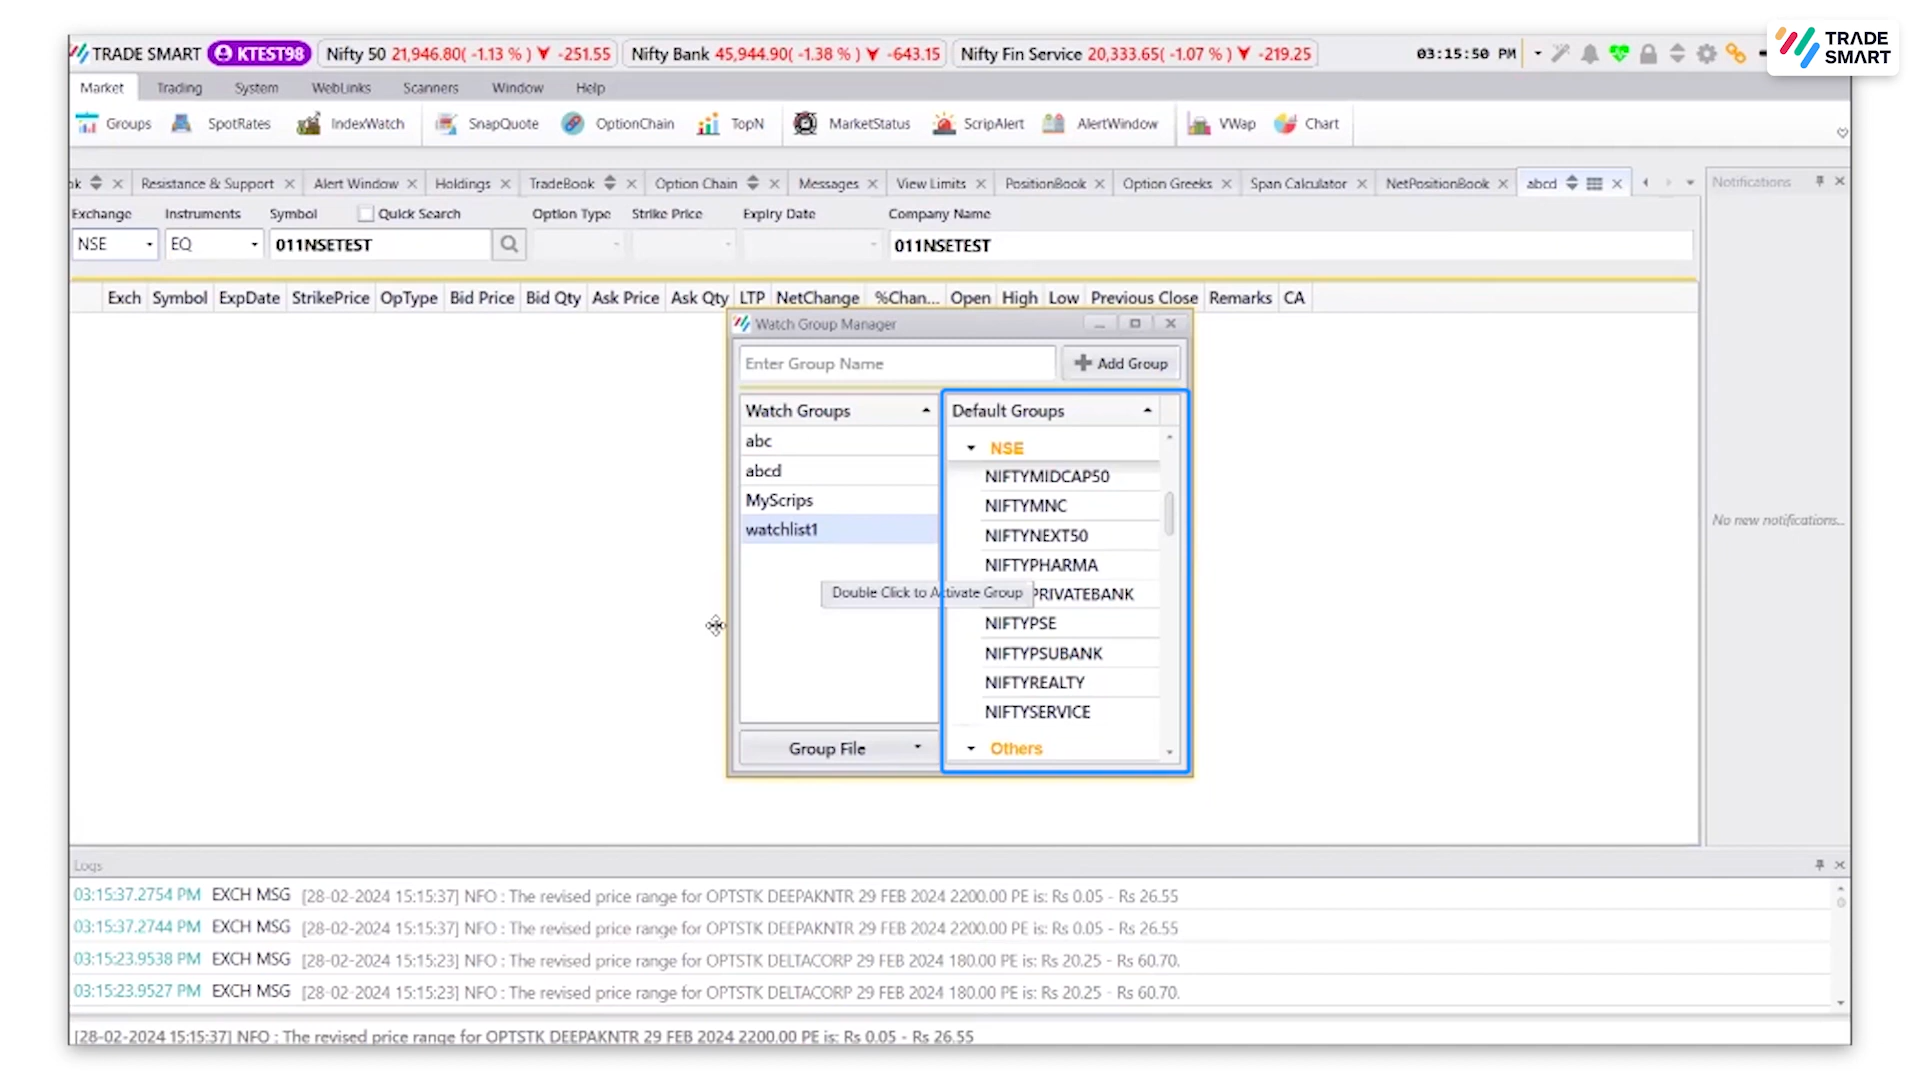 TRADE SMART KTEST98 Nifty 50 21,946.80( -1.13 % ) -251.55 Nifty Bank 45,944.90( -1.38 % ) -643.15 Nifty Fin Service 20,333.65( -1.07 % ) -219.25 03:15:50 PM
TRADE
SMART
Market Trading System WebLinks Scanners Window Help
Groups SpotRates IndexWatch SnapQuote OptionChain TopN MarketStatus ScripAlert AlertWindow VWap Chart
ok Resistance & Support Alert Window Holdings TradeBook Option Chain Messages View Limits PositionBook Option Greeks Span Calculator NetPositionBook abcd Notifications
Exchange Instruments Symbol Quick Search Option Type Strike Price Expiry Date Company Name
NSE EQ 011NSETEST 011NSETEST
Exch Symbol ExpDate StrikePrice OpType Bid Price Bid Qty Ask Price Ask Qty LTP NetChange %Chan... Open High Low Previous Close Remarks CA
Watch Group Manager
Enter Group Name Add Group
Watch Groups Default Groups
abc
abcd
MyScrips
watchlist1
NSE
NIFTYMIDCAP50
NIFTYMNC
NIFTYNEXT50
NIFTYPHARMA
Double Click to Activate Group PRIVATEBANK
NIFTYPSE
NIFTYPSUBANK
NIFTYREALTY
NIFTYSERVICE
Group File Others
No new notifications...
Logs
03:15:37.2754 PM EXCH MSG [28-02-2024 15:15:37] NFO : The revised price range for OPTSTK DEEPAKNTR 29 FEB 2024 2200.00 PE is: Rs 0.05 - Rs 26.55
03:15:37.2744 PM EXCH MSG [28-02-2024 15:15:37] NFO : The revised price range for OPTSTK DEEPAKNTR 29 FEB 2024 2200.00 PE is: Rs 0.05 - Rs 26.55
03:15:23.9538 PM EXCH MSG [28-02-2024 15:15:23] NFO : The revised price range for OPTSTK DELTACORP 29 FEB 2024 180.00 PE is: Rs 20.25 - Rs 60.70.
03:15:23.9527 PM EXCH MSG [28-02-2024 15:15:23] NFO : The revised price range for OPTSTK DELTACORP 29 FEB 2024 180.00 PE is: Rs 20.25 - Rs 60.70.
[28-02-2024 15:15:37] NFO : The revised price range for OPTSTK DEEPAKNTR 29 FEB 2024 2200.00 PE is: Rs 0.05 - Rs 26.55